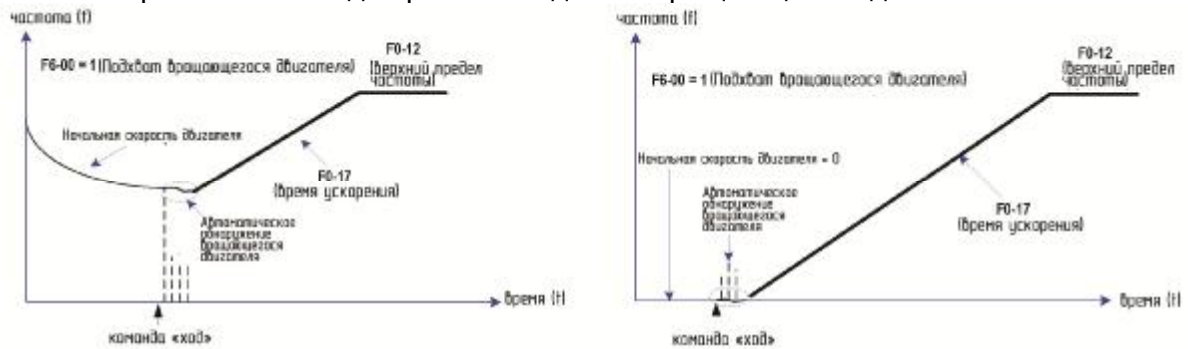 частота (f)
F6-00 = 1 (Подхват вращающегося двигателя)
F0-12
(верхний предел
частоты)
Начальная скорость двигателя
F0-17
(время ускорения)
Автоматическое
обнаружение
вращающегося
двигателя
время (t)
команда «ход»
частота (f)
F6-00 = 1 (Подхват вращающегося двигателя)
F0-12
(верхний предел
частоты)
Начальная скорость двигателя = 0
Автоматическое
обнаружение
вращающегося
двигателя
F0-17
(время ускорения)
время (t)
команда «ход»